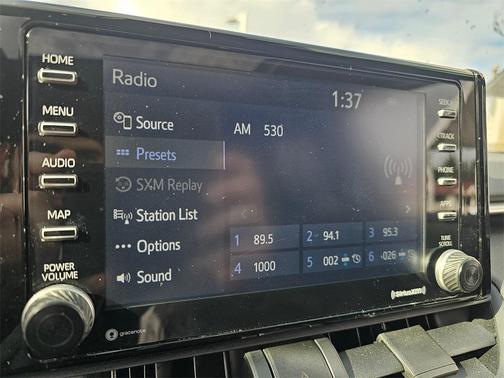 HOME
MENU
AUDIO
MAP
POWER
VOLUME
Radio
1:37
Source
Presets
SXM Replay
Station List
Options
Sound
AM 530
1 89.5
2 94.1
3 95.3
4 1000
5 002
6 026
SEEK
TRACK
PHONE
APPS
TUNE
SCROLL
SiriusXM
gracenote